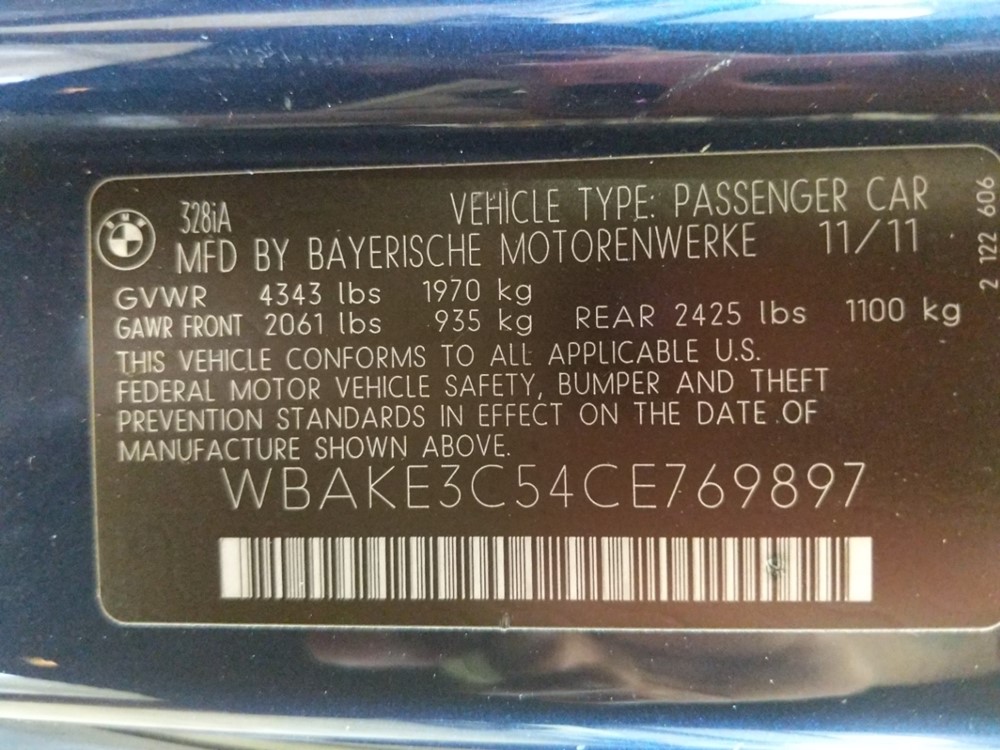 328iA
VEHICLE TYPE: PASSENGER CAR
MFD BY BAYERISCHE MOTORENWERKE 11/11
GVWR 4343 lbs 1970 kg
GAWR FRONT 2061 lbs 935 kg REAR 2425 lbs 1100 kg
THIS VEHICLE CONFORMS TO ALL APPLICABLE U.S.
FEDERAL MOTOR VEHICLE SAFETY, BUMPER AND THEFT
PREVENTION STANDARDS IN EFFECT ON THE DATE OF
MANUFACTURE SHOWN ABOVE.
WBAKE3C54CE769897
2 122 606